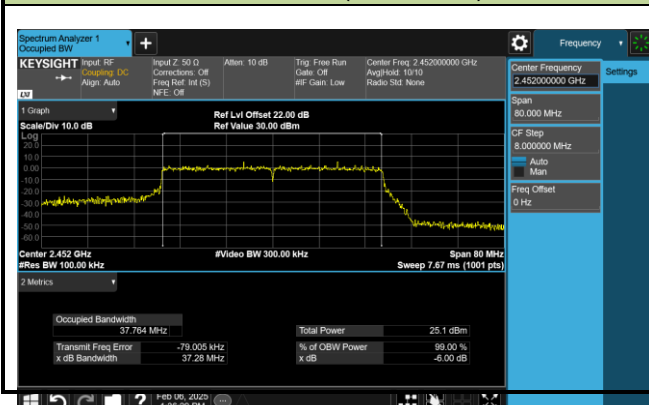 Spectrum Analyzer 1
Occupied BW
Frequency
KEYSIGHT
Input: RF
Coupling: DC
Align: Auto
Input Z: 50 Ω
Corrections: Off
Freq Ref: Int (S)
NFE: Off
Atten: 10 dB
Trig: Free Run
Gate: Off
#IF Gain: Low
Center Freq: 2.452000000 GHz
Avg|Hold: 10/10
Radio Std: None
LXI
Center Frequency
2.452000000 GHz
Settings
Span
80.000 MHz
CF Step
8.000000 MHz
Auto
Man
Freq Offset
0 Hz
1 Graph
Scale/Div 10.0 dB
Ref Lvl Offset 22.00 dB
Ref Value 30.00 dBm
Log
20.0
10.0
0.00
-10.0
-20.0
-30.0
-40.0
-50.0
-60.0
Center 2.452 GHz
#Res BW 100.00 kHz
#Video BW 300.00 kHz
Span 80 MHz
Sweep 7.67 ms (1001 pts)
2 Metrics
Occupied Bandwidth
37.764 MHz
Total Power 25.1 dBm
Transmit Freq Error -79.005 kHz
% of OBW Power 99.00 %
x dB Bandwidth 37.28 MHz
x dB -6.00 dB
Feb 06, 2025